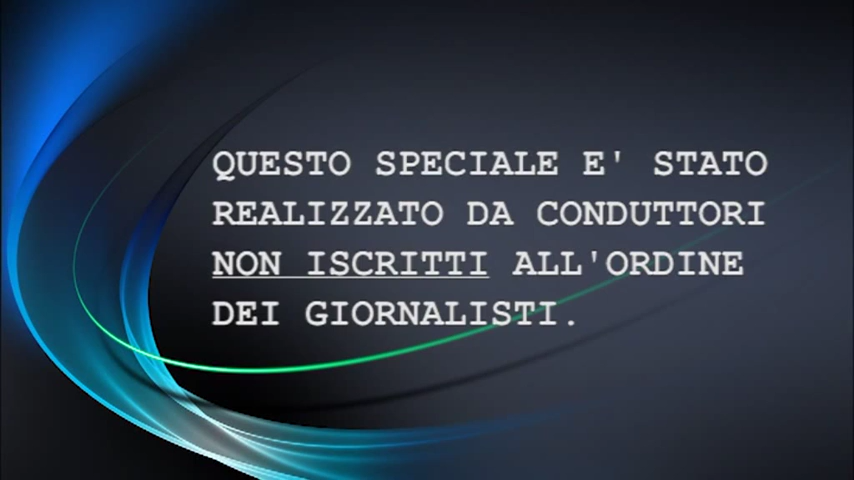 QUESTO SPECIALE E' STATO
REALIZZATO DA CONDUTTORI
NON ISCRITTI ALL'ORDINE
DEI GIORNALISTI.